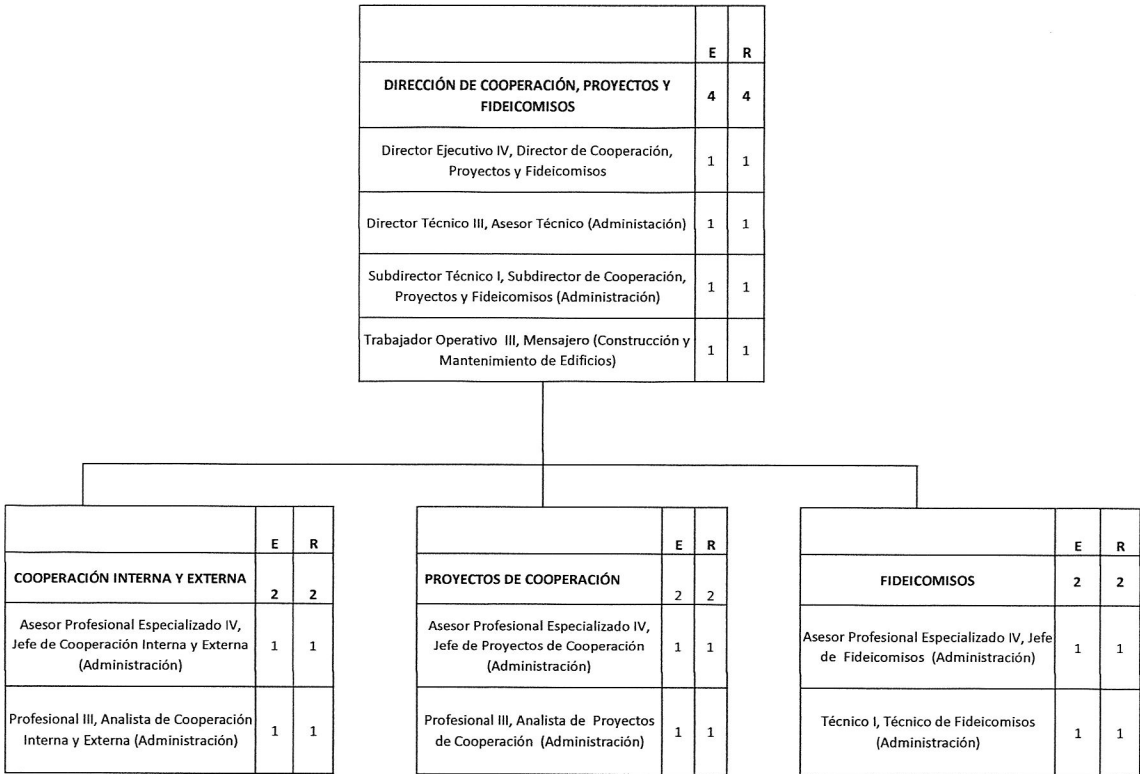 E R
DIRECCIÓN DE COOPERACIÓN, PROYECTOS Y
FIDEICOMISOS
4 4
Director Ejecutivo IV, Director de Cooperación,
Proyectos y Fideicomisos
1 1
Director Técnico III, Asesor Técnico (Administación) 1 1
Subdirector Técnico I, Subdirector de Cooperación,
Proyectos y Fideicomisos (Administración)
1 1
Trabajador Operativo III, Mensajero (Construcción y
Mantenimiento de Edificios)
1 1
E R
COOPERACIÓN INTERNA Y EXTERNA
2 2
Asesor Profesional Especializado IV,
Jefe de Cooperación Interna y Externa
(Administración)
1 1
Profesional III, Analista de Cooperación
Interna y Externa (Administración)
1 1
E R
PROYECTOS DE COOPERACIÓN
2 2
Asesor Profesional Especializado IV,
Jefe de Proyectos de Cooperación
(Administración)
1 1
Profesional III, Analista de Proyectos
de Cooperación (Administración)
1 1
E R
FIDEICOMISOS 2 2
Asesor Profesional Especializado IV, Jefe
de Fideicomisos (Administración)
1 1
Técnico I, Técnico de Fideicomisos
(Administración)
1 1